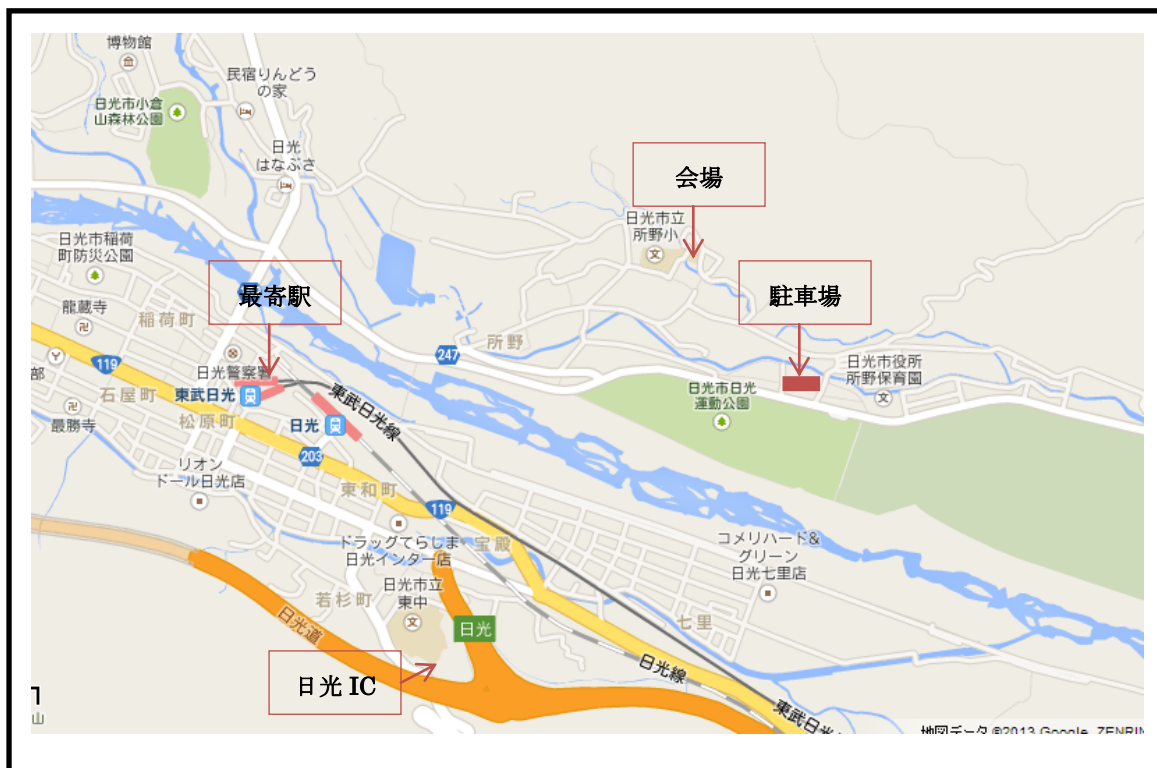 博物館
民宿りんどう
の家
日光市小倉
山森林公園
日光
はなぶさ
会場
日光市立
所野小
文
日光市稲荷
町防災公園
最寄駅
駐車場
龍蔵寺
稲荷町
所野
247
119
日光警察署
部
東武日光
石屋町
松原町
最勝寺
日光
203
東武日光線
日光市日光
運動公園
日光市役所
所野保育園
文
リオン
ドール日光店
東和町
119
ドラッグてらしま
日光インター店
宝殿
コメリハード&
グリーン
日光七里店
日光市立
東中
文
若杉町
日光道
日光
七里
日光線
日光 IC
東武日光
山
地図データ ©2013 Google, ZENRIN